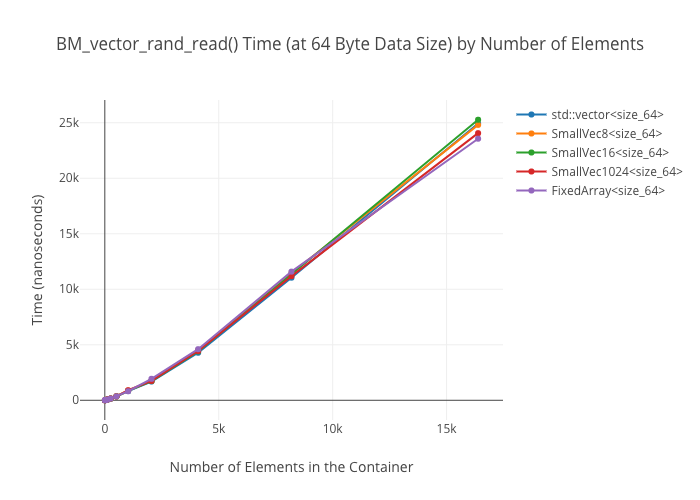 BM_vector_rand_read() Time (at 64 Byte Data Size) by Number of Elements
std::vector<size_64>
SmallVec8<size_64>
SmallVec16<size_64>
SmallVec1024<size_64>
FixedArray<size_64>
25k
20k
15k
10k
5k
0
Time (nanoseconds)
0
5k
10k
15k
Number of Elements in the Container